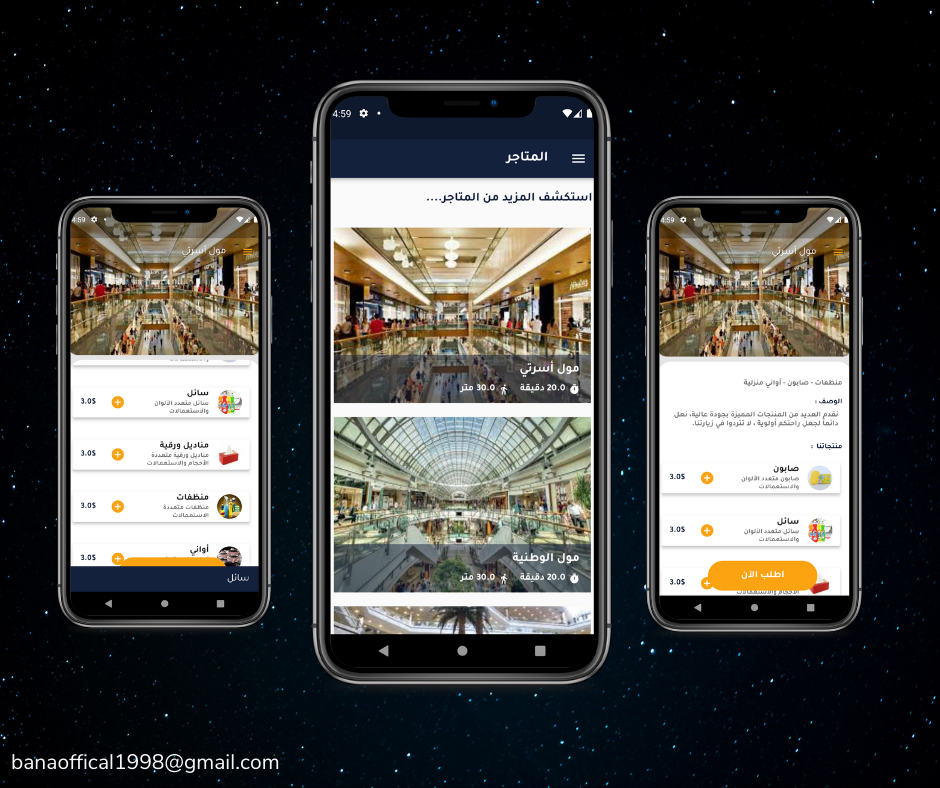 4:59
مول أسرتي
سائل
سائل متعدد الألوان
والاستعمالات
3.0$
مناديل ورقية
مناديل ورقية متعددة
الأحجام والاستعمالات
3.0$
منظفات
منظفات متعددة
الاستعمالات
3.0$
أواني
3.0$
سائل
4:59
المتاجر
استكشف المزيد من المتاجر....
مول أسرتي
20.0 دقيقة 30.0 متر
مول الوطنية
20.0 دقيقة 30.0 متر
4:59
مول أسرتي
منظفات - صابون - أواني منزلية
الوصف :
نقدم العديد من المنتجات المميزة بجودة عالية، نعمل
دائما لجعل راحتكم أولوية ، لا تترددوا في زيارتنا.
منتجاتنا :
صابون
صابون متعدد الألوان
والاستعمالات
3.0$
سائل
سائل متعدد الألوان
والاستعمالات
3.0$
اطلب الآن
3.0$
الأحجام والاستعمالات
banaoffical1998@gmail.com